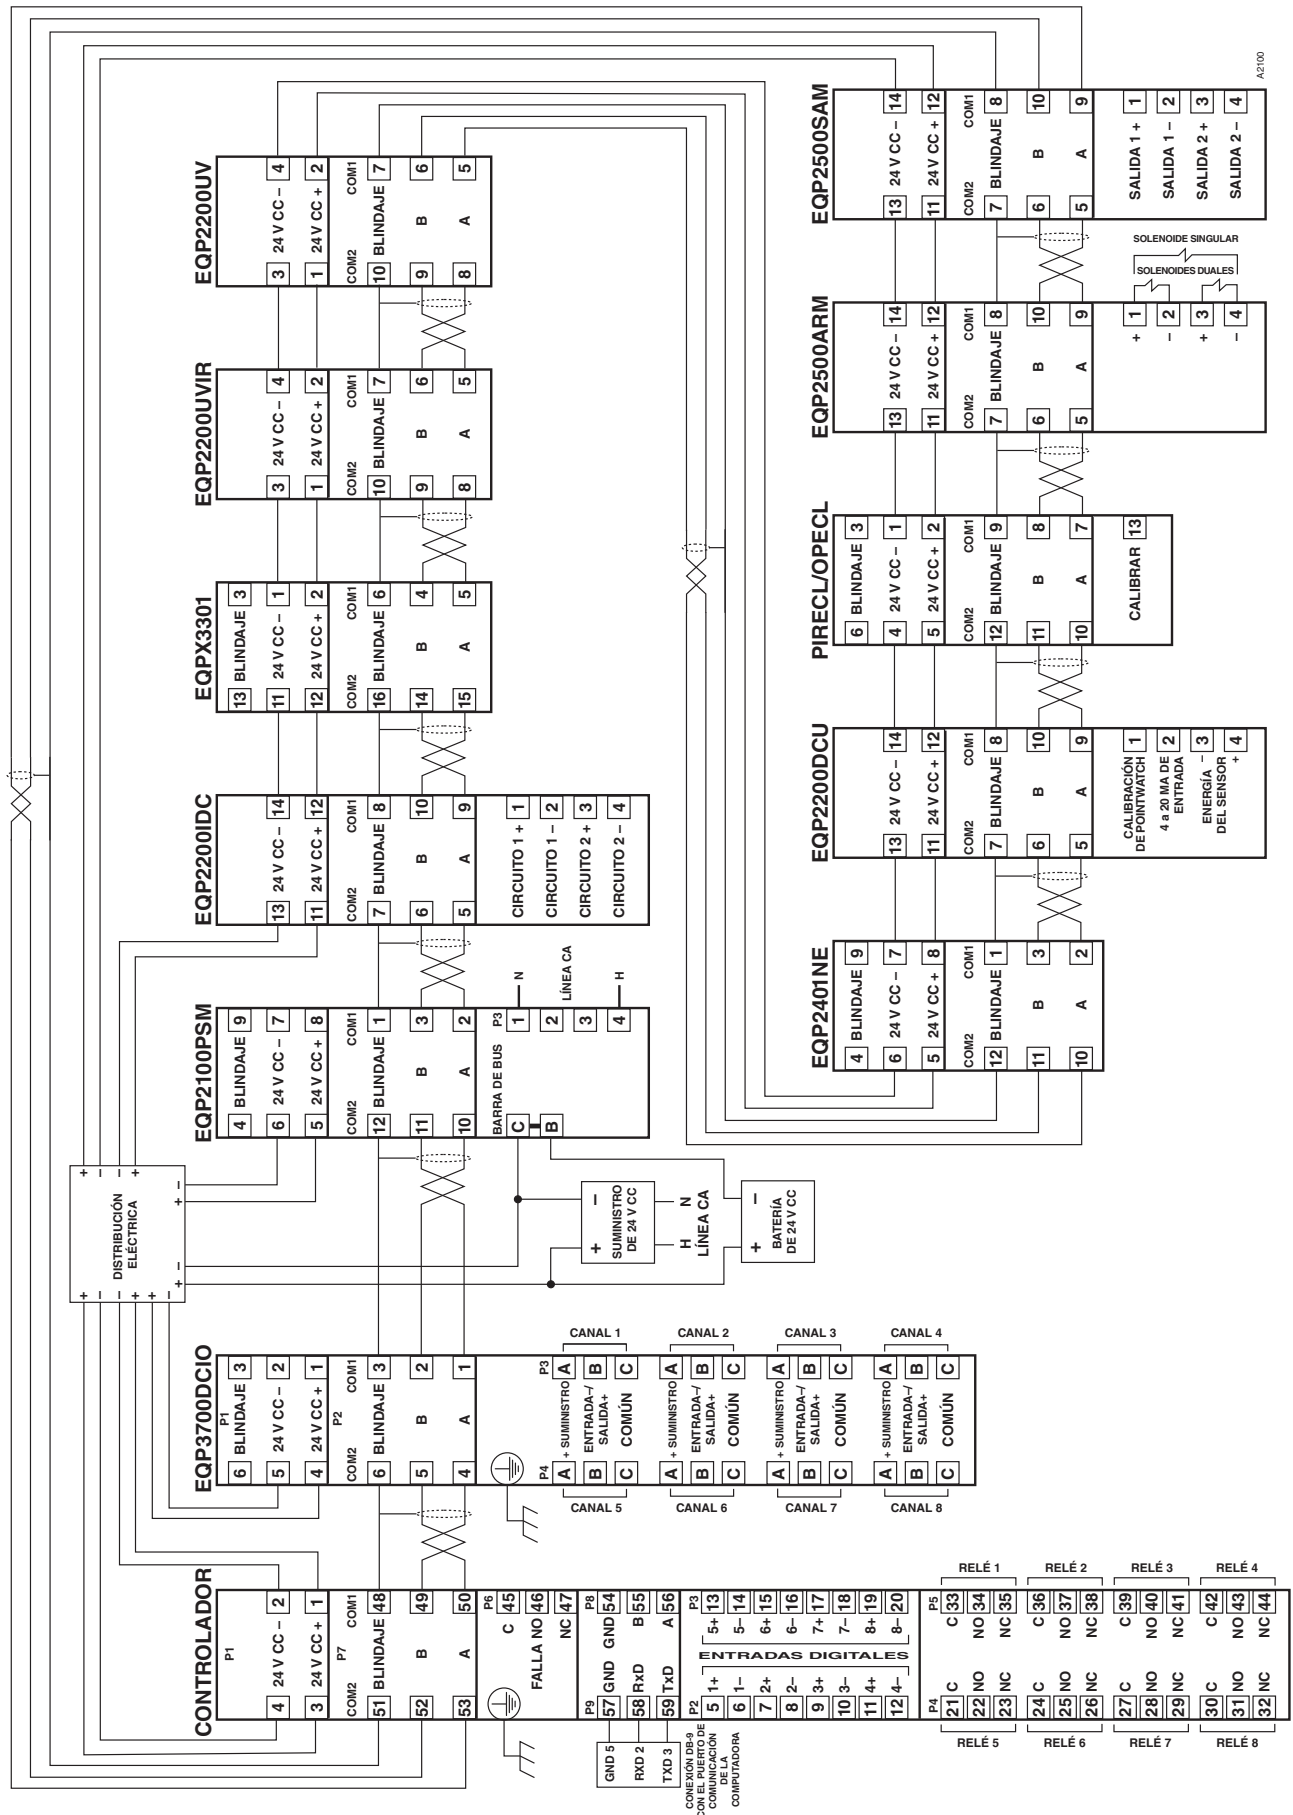 A2100
CONTROLADOR
P1
4 24 V CC – 2
3 24 V CC + 1
P7
COM2 COM1
51 BLINDAJE 48
52 B 49
53 A 50
P6
C 45
FALLA NO 46
NC 47
P9 P8
57 GND GND 54
58 RxD B 55
59 TxD A 56
GND 5
RXD 2
TXD 3
CONEXIÓN DB-9
CON EL PUERTO DE
COMUNICACIÓN
DE LA
COMPUTADORA
P2 P3
ENTRADAS DIGITALES
5 1+ 5+ 13
6 1– 5– 14
7 2+ 6+ 15
8 2– 6– 16
9 3+ 7+ 17
10 3– 7– 18
11 4+ 8+ 19
12 4– 8– 20
P4 P5
21 C C 33
22 NO NO 34
23 NC NC 35
RELÉ 5 RELÉ 1
24 C C 36
25 NO NO 37
26 NC NC 38
RELÉ 6 RELÉ 2
27 C C 39
28 NO NO 40
29 NC NC 41
RELÉ 7 RELÉ 3
30 C C 42
31 NO NO 43
32 NC NC 44
RELÉ 8 RELÉ 4
EQP3700DCIO
P1
6 BLINDAJE 3
5 24 V CC – 2
4 24 V CC + 1
P2
COM2 COM1
6 BLINDAJE 3
5 B 2
4 A 1
P4 P3
A + SUMINISTRO A
B ENTRADA–/
SALIDA+ B
C COMÚN C
CANAL 5 CANAL 1
A + SUMINISTRO A
B ENTRADA–/
SALIDA+ B
C COMÚN C
CANAL 6 CANAL 2
A + SUMINISTRO A
B ENTRADA–/
SALIDA+ B
C COMÚN C
CANAL 7 CANAL 3
A + SUMINISTRO A
B ENTRADA–/
SALIDA+ B
C COMÚN C
CANAL 8 CANAL 4
DISTRIBUCIÓN
ELÉCTRICA
+ – – + + –
+ –
+ –
+ – – +
+ –
SUMINISTRO
DE 24 V CC
H N
LÍNEA CA
+ –
BATERÍA
DE 24 V CC
EQP2100PSM
4 BLINDAJE 9
6 24 V CC – 7
5 24 V CC + 8
COM2 COM1
12 BLINDAJE 1
11 B 3
10 A 2
BARRA DE BUS P3
C 1 N
B 2
LÍNEA CA
3
4 H
EQP2200IDC
13 24 V CC – 14
11 24 V CC + 12
COM2 COM1
7 BLINDAJE 8
6 B 10
5 A 9
CIRCUITO 1 + 1
CIRCUITO 1 – 2
CIRCUITO 2 + 3
CIRCUITO 2 – 4
EQPX3301
13 BLINDAJE 3
11 24 V CC – 1
12 24 V CC + 2
COM2 COM1
16 BLINDAJE 6
14 B 4
15 A 5
EQP2200UVIR
3 24 V CC – 4
1 24 V CC + 2
COM2 COM1
10 BLINDAJE 7
9 B 6
8 A 5
EQP2200UV
3 24 V CC – 4
1 24 V CC + 2
COM2 COM1
10 BLINDAJE 7
9 B 6
8 A 5
EQP2401NE
4 BLINDAJE 9
6 24 V CC – 7
5 24 V CC + 8
COM2 COM1
12 BLINDAJE 1
11 B 3
10 A 2
EQP2200DCU
13 24 V CC – 14
11 24 V CC + 12
COM2 COM1
7 BLINDAJE 8
6 B 10
5 A 9
CALIBRACIÓN
DE POINTWATCH 1
4 a 20 MA DE
ENTRADA 2
ENERGÍA – 3
DEL SENSOR + 4
PIRECL/OPECL
6 BLINDAJE 3
4 24 V CC – 1
5 24 V CC + 2
COM2 COM1
12 BLINDAJE 9
11 B 8
10 A 7
CALIBRAR 13
EQP2500ARM
13 24 V CC – 14
11 24 V CC + 12
COM2 COM1
7 BLINDAJE 8
6 B 10
5 A 9
+ 1
– 2
+ 3
– 4
SOLENOIDES DUALES
SOLENOIDE SINGULAR
EQP2500SAM
13 24 V CC – 14
11 24 V CC + 12
COM2 COM1
7 BLINDAJE 8
6 B 10
5 A 9
SALIDA 1 + 1
SALIDA 1 – 2
SALIDA 2 + 3
SALIDA 2 – 4